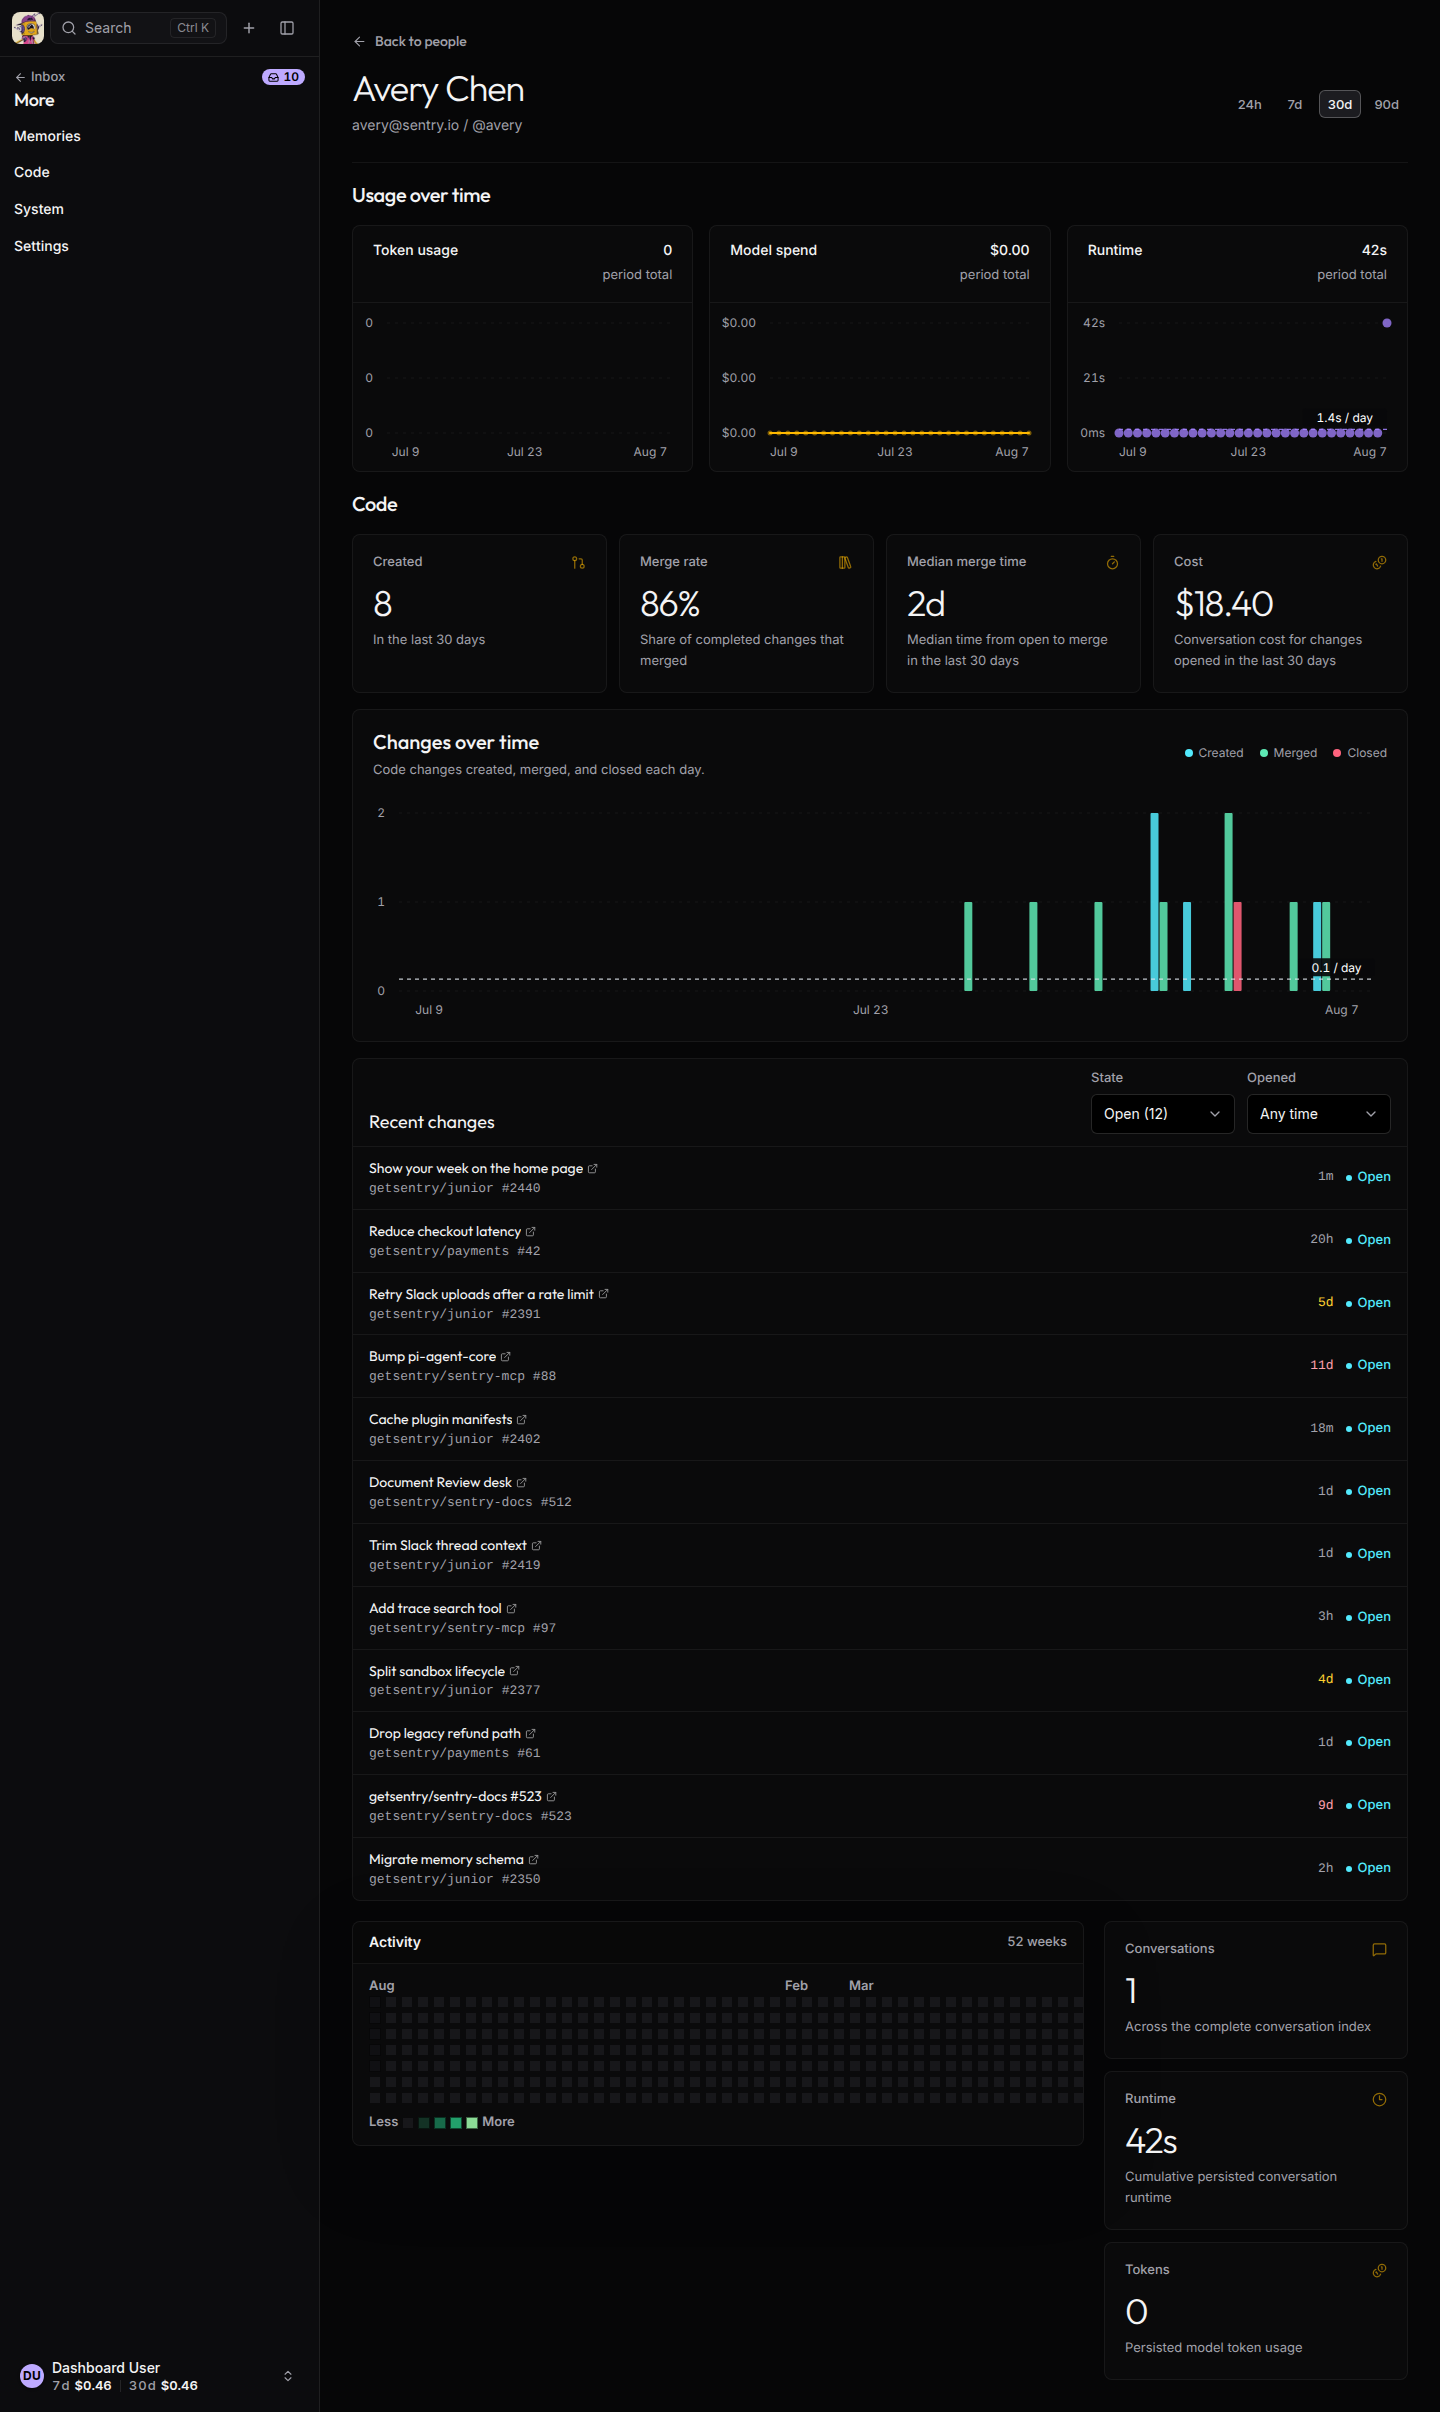 Search
Ctrl K
Inbox
10
More
Memories
Code
System
Settings
Back to people
Avery Chen
avery@sentry.io / @avery
24h 7d 30d 90d
Usage over time
Token usage 0
period total
0
0
0
Jul 9 Jul 23 Aug 7
Model spend $0.00
period total
$0.00
$0.00
$0.00
Jul 9 Jul 23 Aug 7
Runtime 42s
period total
42s
21s
1.4s / day
0ms
Jul 9 Jul 23 Aug 7
Code
Created
8
In the last 30 days
Merge rate
86%
Share of completed changes that
merged
Median merge time
2d
Median time from open to merge
in the last 30 days
Cost
$18.40
Conversation cost for changes
opened in the last 30 days
Changes over time
Code changes created, merged, and closed each day.
Created Merged Closed
2
1
0.1 / day
0
Jul 9 Jul 23 Aug 7
Recent changes
State
Open (12)
Opened
Any time
Show your week on the home page
getsentry/junior #2440
1m Open
Reduce checkout latency
getsentry/payments #42
20h Open
Retry Slack uploads after a rate limit
getsentry/junior #2391
5d Open
Bump pi-agent-core
getsentry/sentry-mcp #88
11d Open
Cache plugin manifests
getsentry/junior #2402
18m Open
Document Review desk
getsentry/sentry-docs #512
1d Open
Trim Slack thread context
getsentry/junior #2419
1d Open
Add trace search tool
getsentry/sentry-mcp #97
3h Open
Split sandbox lifecycle
getsentry/junior #2377
4d Open
Drop legacy refund path
getsentry/payments #61
1d Open
getsentry/sentry-docs #523
getsentry/sentry-docs #523
9d Open
Migrate memory schema
getsentry/junior #2350
2h Open
Activity
52 weeks
Aug Feb Mar
Less More
Conversations
1
Across the complete conversation index
Runtime
42s
Cumulative persisted conversation
runtime
Tokens
0
Persisted model token usage
DU
Dashboard User
7d $0.46 30d $0.46